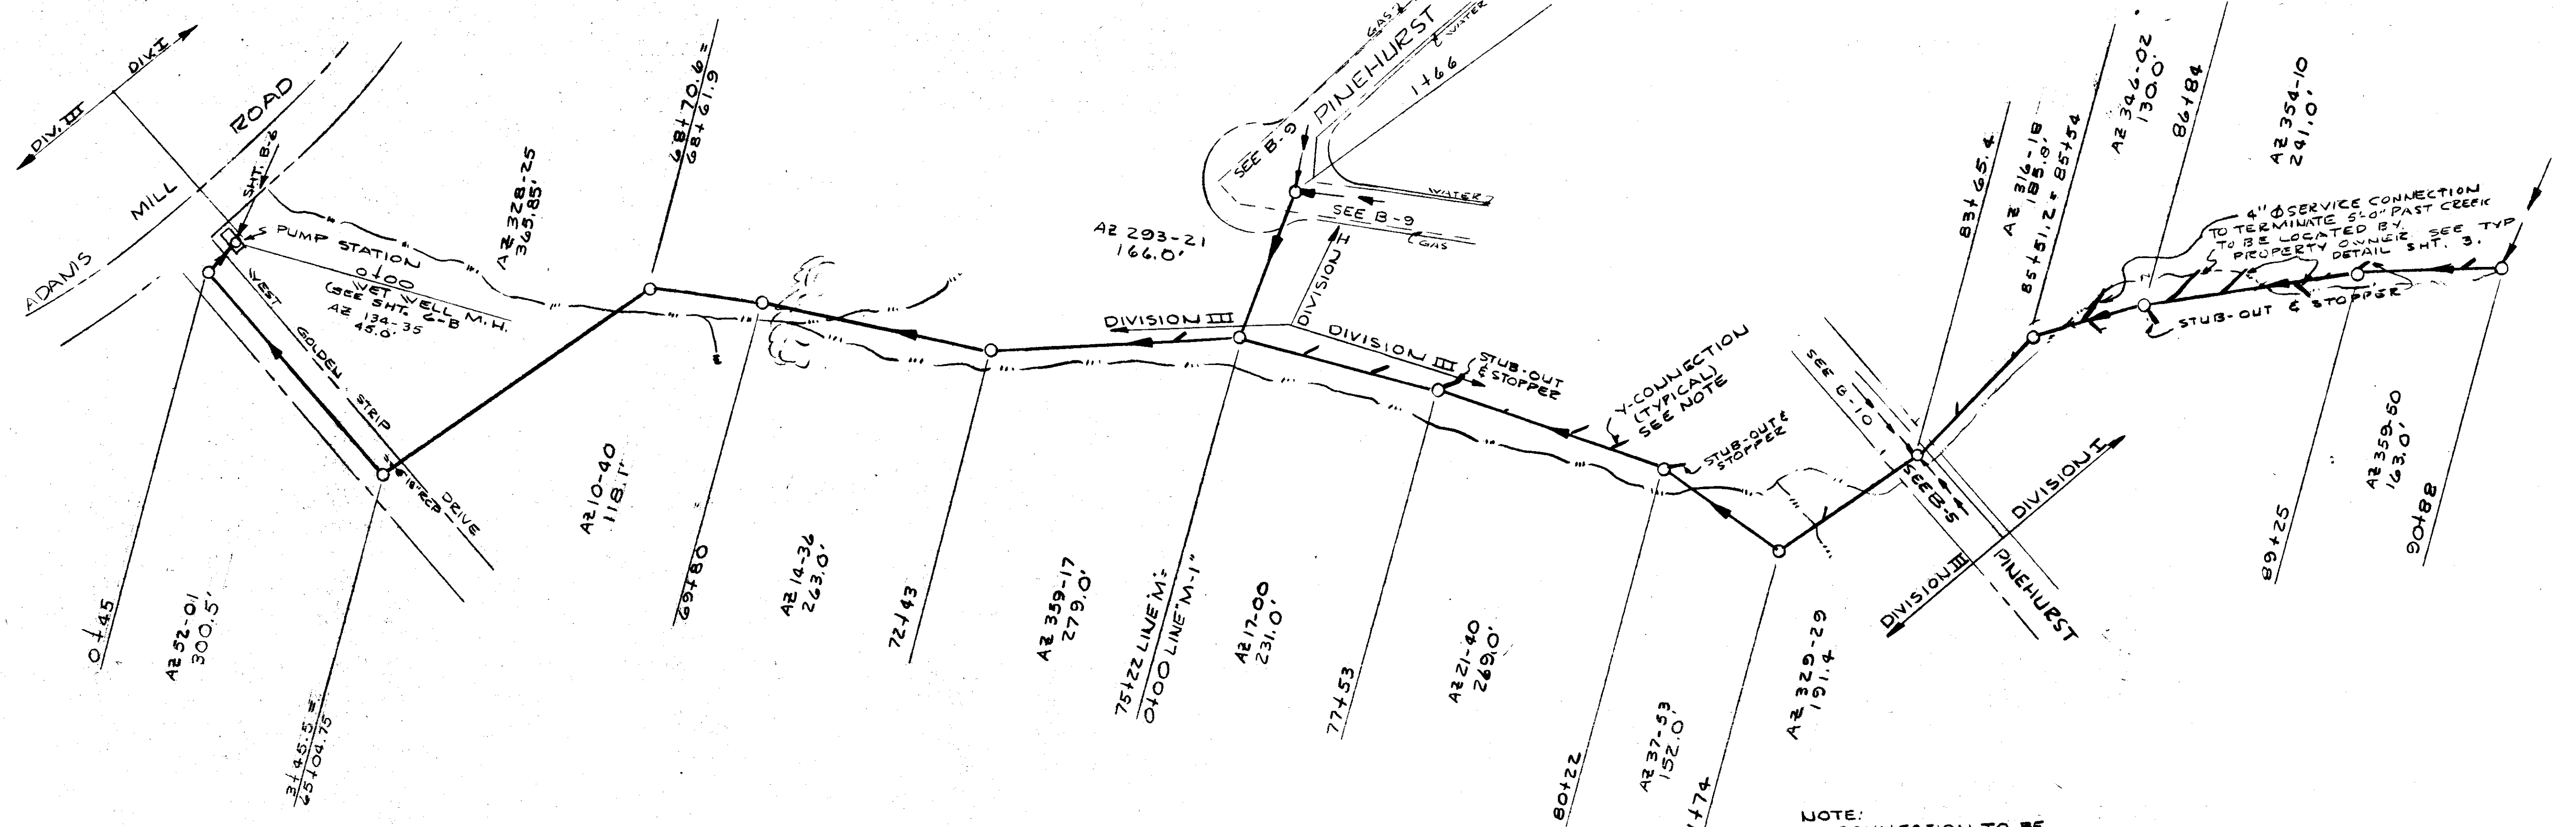 DIV. I
DIV. III
ROAD
MILL
ADAMS
SHT. B-6
PUMP STATION
0+00
WET WELL M.H.
(SEE SHT. 6-B
AZ 134-35
45.0'
WEST
GOLDEN
STRIP
DRIVE
18" RCP
0+45
AZ 52-01
300.5'
3+45.5 =
65+04.75
AZ 328-25
365.85'
68+70.6 =
68+61.9
AZ 10-40
118.1'
69+80
AZ 14-36
263.0'
72+43
AZ 359-17
279.0'
75+22 LINE "M" =
0+00 LINE "M-1"
AZ 293-21
166.0'
GAS
PINEHURST
WATER
1+66
SEE B-9
WATER
SEE B-9
GAS
DIVISION III
DIVISION H
DIVISION III
AZ 17-00
231.0'
77+53
STUB-OUT
& STOPPER
AZ 21-40
269.0'
Y-CONNECTION
(TYPICAL)
SEE NOTE
STUB-OUT &
STOPPER
80+22
AZ 37-53
152.0'
1+74
AZ 329-29
191.4
SEE B-10
SEE B-5
DIVISION I
DIVISION III
PINEHURST
83+65.4
AZ 316-18
185.8'
85+51.2 = 85+54
AZ 346-02
130.0'
86+84
AZ 354-10
241.0'
4" Ø SERVICE CONNECTION
TO TERMINATE 5'-0" PAST CREEK
TO BE LOCATED BY
PROPERTY OWNER. SEE TYP
DETAIL SHT. 3.
STUB-OUT & STOPPER
89+25
AZ 359-50
163.0'
90+88
NOTE:
CONNECTION TO BE